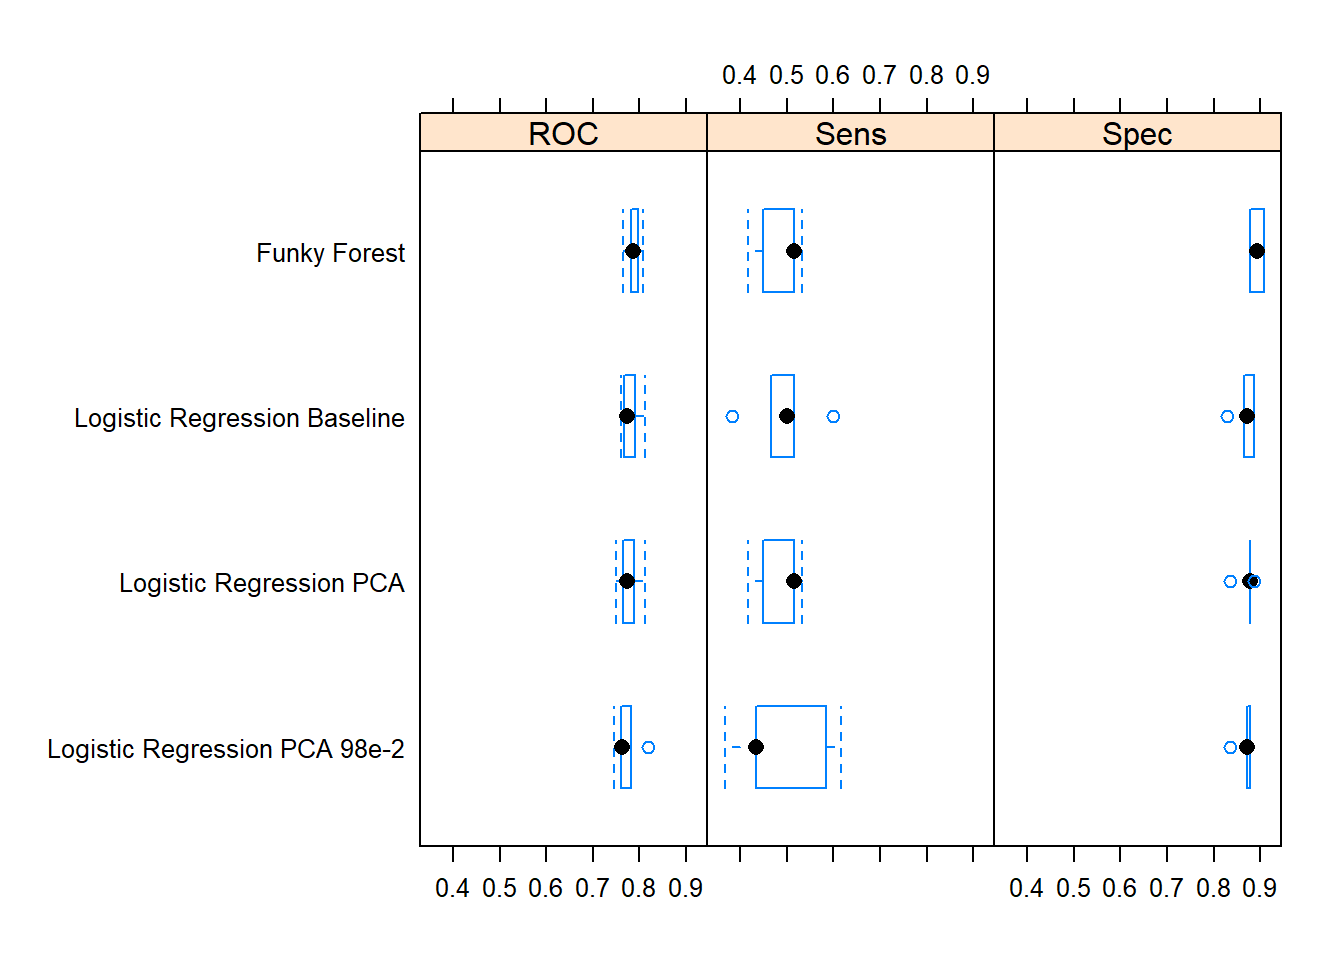 0.4 0.5 0.6 0.7 0.8 0.9
ROC Sens Spec
Funky Forest
Logistic Regression Baseline
Logistic Regression PCA
Logistic Regression PCA 98e-2
0.4 0.5 0.6 0.7 0.8 0.9 0.4 0.5 0.6 0.7 0.8 0.9